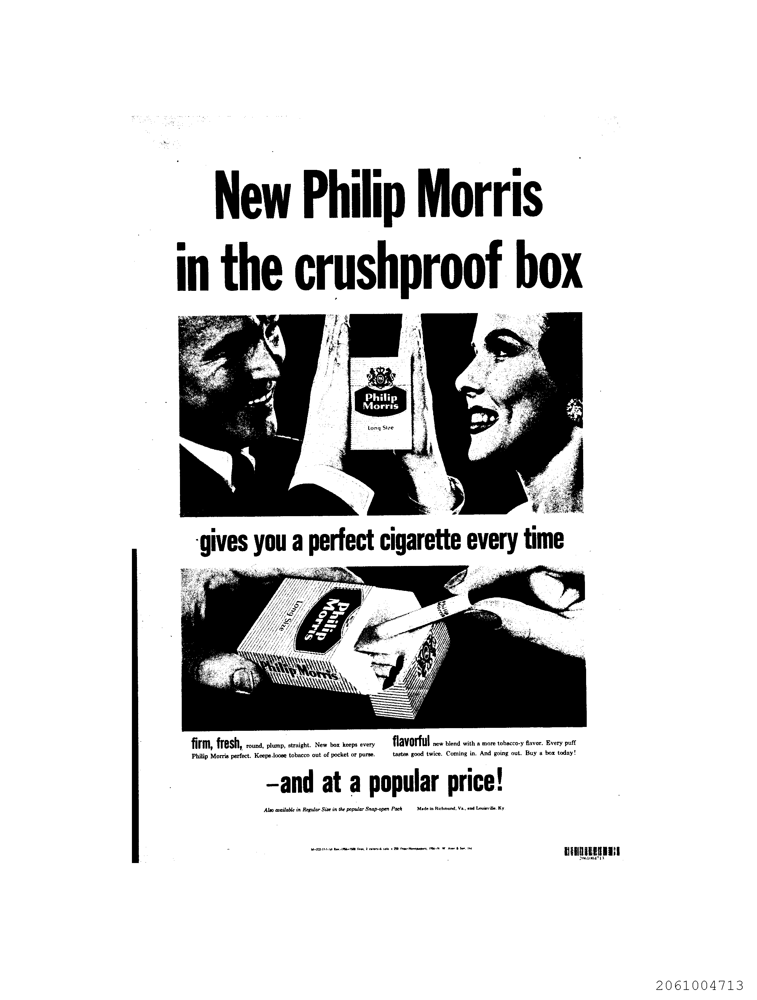 New Philip Morris
in the crushproof box
Philip
Morris
Long Size
gives you a perfect cigarette every time
Long Size
Philip
Morris
Philip Morris
firm, fresh, round, plump, straight. New box keeps every
Philip Morris perfect. Keeps loose tobacco out of pocket or purse.
flavorful new blend with a more tobacco-y flavor. Every puff
tastes good twice. Coming in. And going out. Buy a box today!
—and at a popular price!
Also available in Regular Size in the popular Snap-open Pack
Made in Richmond, Va., and Louisville, Ky
2061004713
2061004713